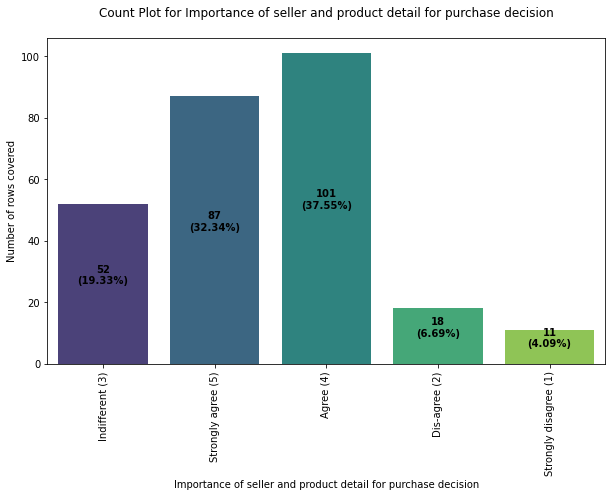 Count Plot for Importance of seller and product detail for purchase decision
Number of rows covered
100
80
60
40
20
0
52
(19.33%)
87
(32.34%)
101
(37.55%)
18
(6.69%)
11
(4.09%)
Indifferent (3)
Strongly agree (5)
Agree (4)
Dis-agree (2)
Strongly disagree (1)
Importance of seller and product detail for purchase decision